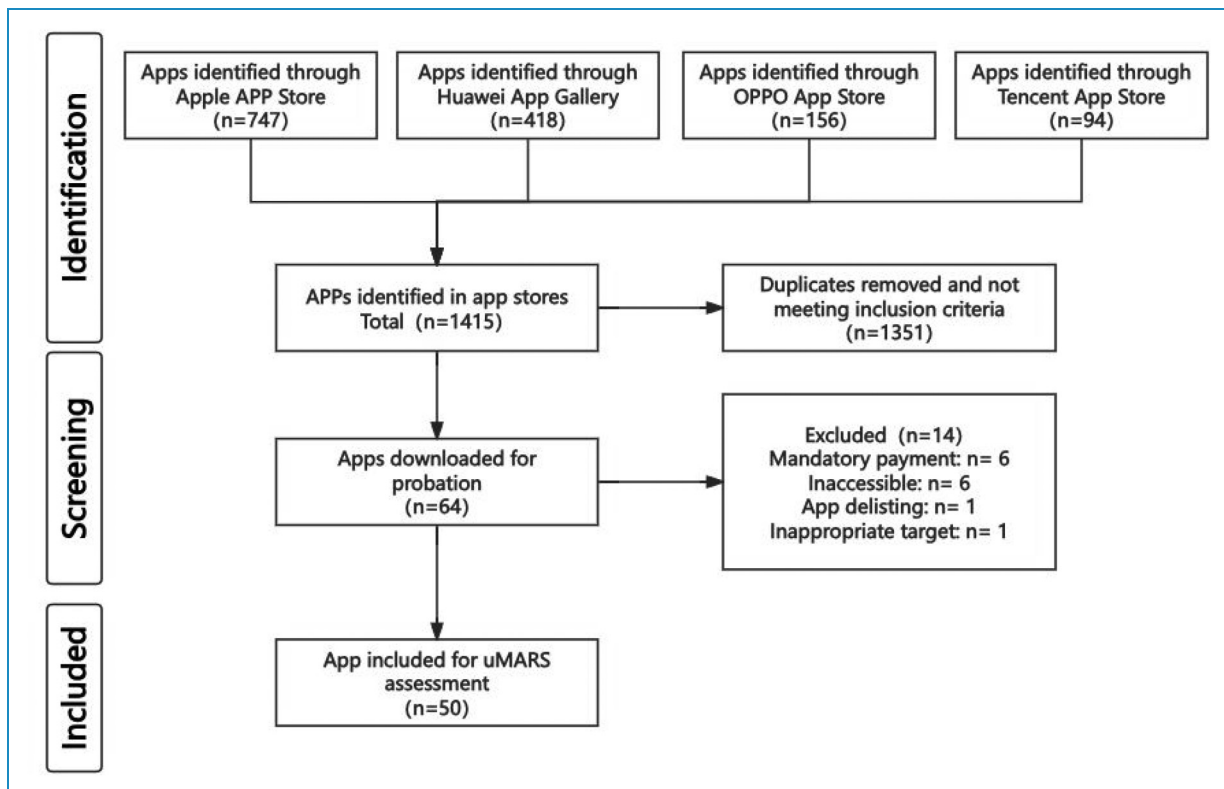 Identification
Apps identified through
Apple APP Store
(n=747)
Apps identified through
Huawei App Gallery
(n=418)
Apps identified through
OPPO App Store
(n=156)
Apps identified through
Tencent App Store
(n=94)
APPs identified in app stores
Total (n=1415)
Duplicates removed and not
meeting inclusion criteria
(n=1351)
Screening
Apps downloaded for
probation
(n=64)
Excluded (n=14)
Mandatory payment: n= 6
Inaccessible: n= 6
App delisting: n= 1
Inappropriate target: n= 1
Included
App included for uMARS
assessment
(n=50)